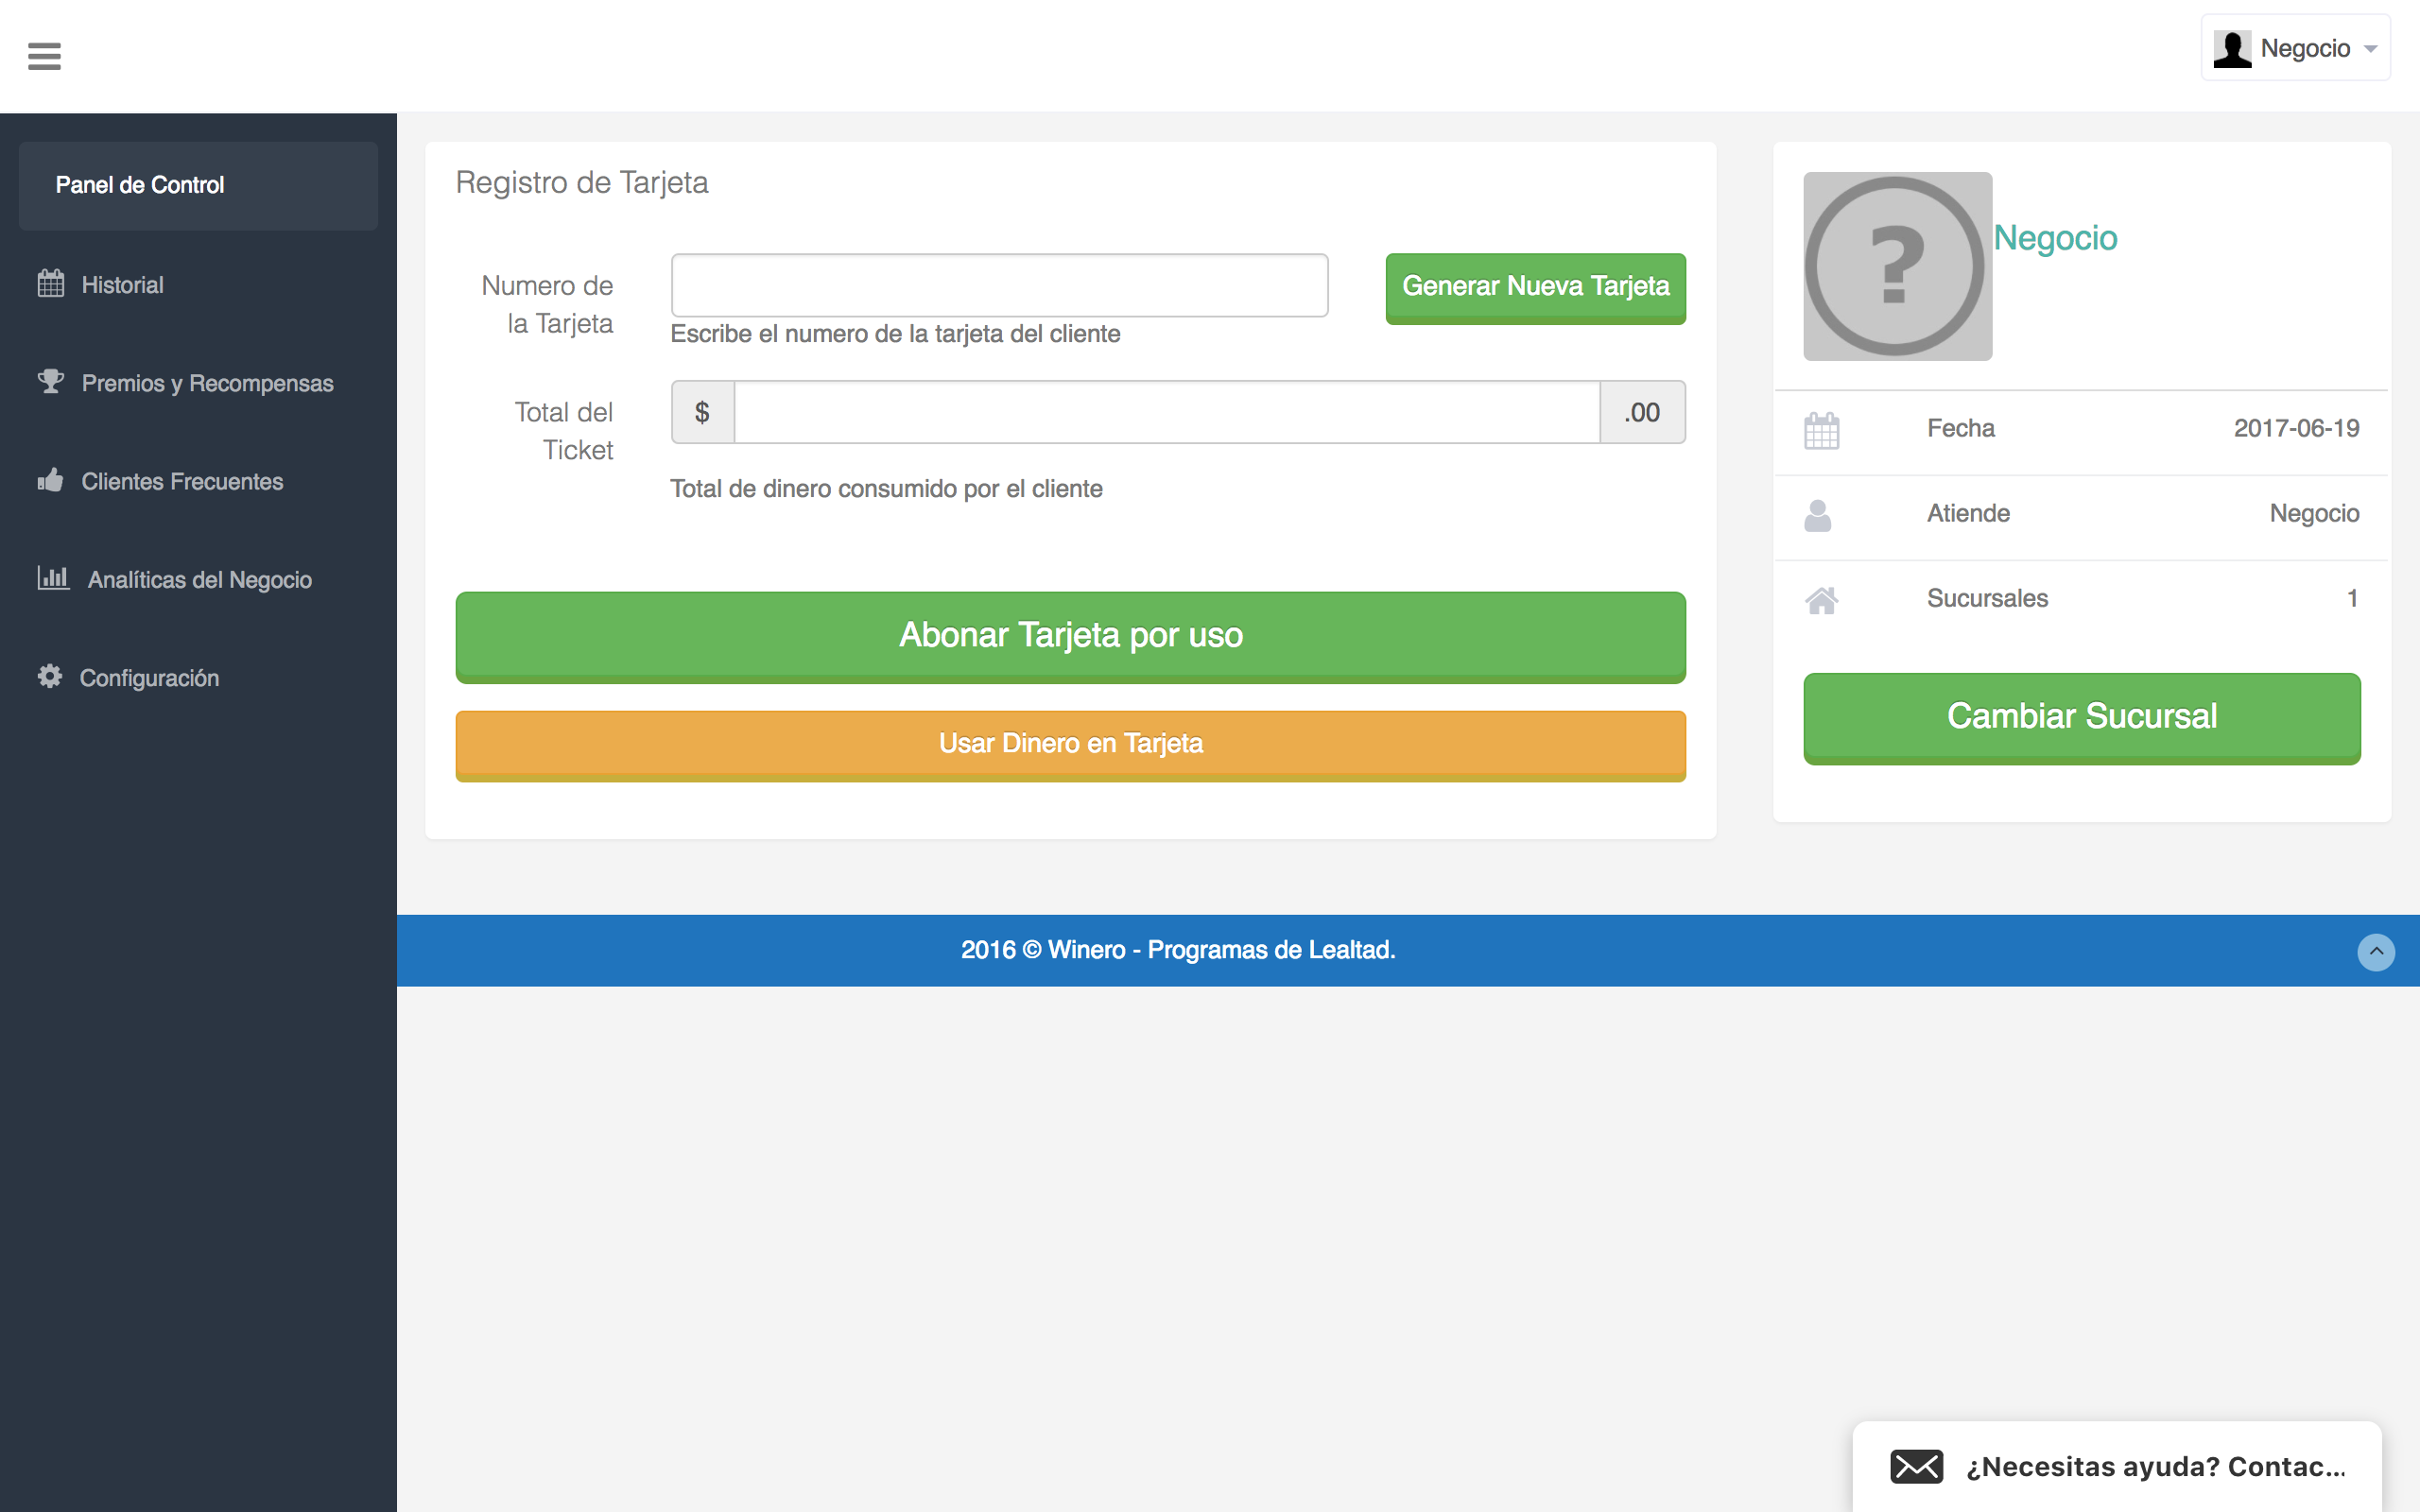 Negocio
Panel de Control
Historial
Premios y Recompensas
Clientes Frecuentes
Analíticas del Negocio
Configuración
Registro de Tarjeta
Numero de
la Tarjeta
Generar Nueva Tarjeta
Escribe el numero de la tarjeta del cliente
Total del
Ticket
$
.00
Total de dinero consumido por el cliente
Abonar Tarjeta por uso
Usar Dinero en Tarjeta
?
Negocio
Fecha 2017-06-19
Atiende Negocio
Sucursales 1
Cambiar Sucursal
2016 © Winero - Programas de Lealtad.
¿Necesitas ayuda? Contac...